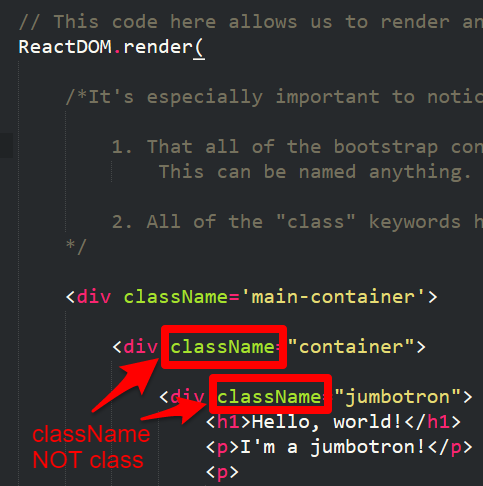 // This code here allows us to render an
ReactDOM.render(
/*It's especially important to notic
1. That all of the bootstrap con
This can be named anything.
2. All of the "class" keywords h
*/
<div className='main-container'>
<div className="container">
<div className="jumbotron">
<h1>Hello, world!</h1>
<p>I'm a jumbotron!</p>
<p>
className
NOT class